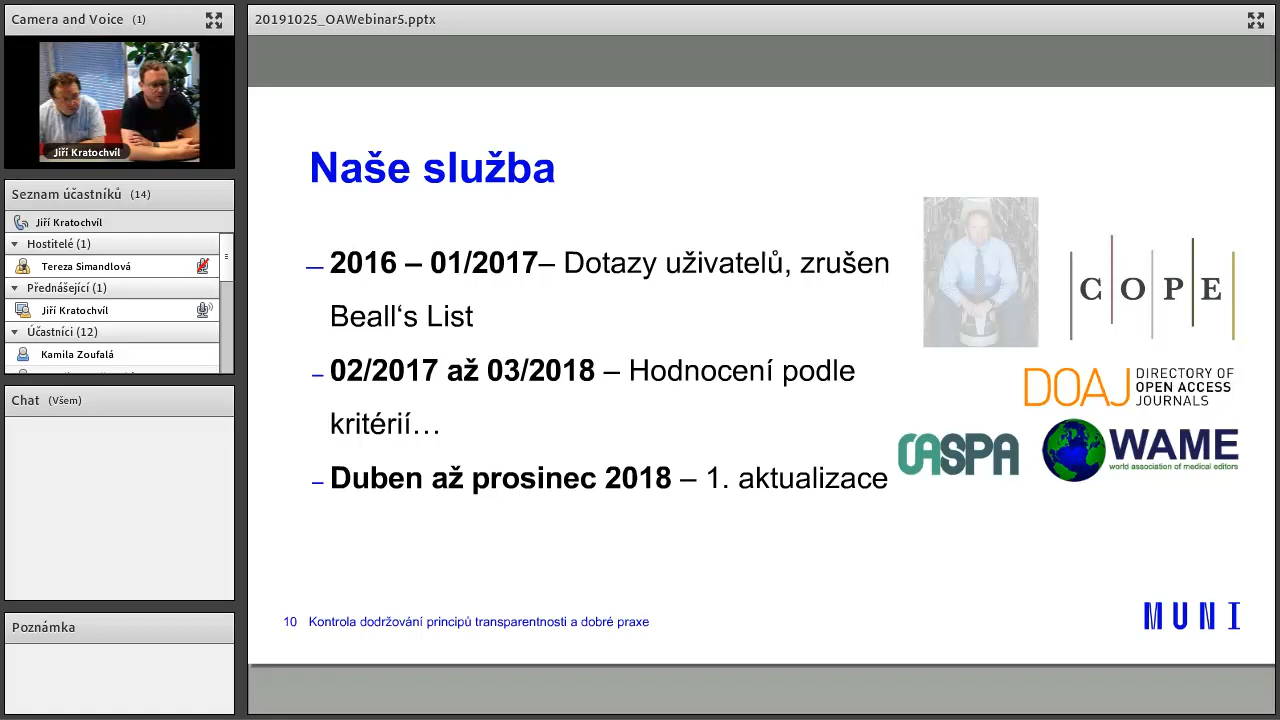 Camera and Voice (1)
Jiří Kratochvíl
Seznam účastníků (14)
Jiří Kratochvíl
Hostitelé (1)
Tereza Simandlová
Přednášející (1)
Jiří Kratochvíl
Účastníci (12)
Kamila Zoufalá
Chat (Všem)
Poznámka
20191025_OAWebinar5.pptx
Naše služba
– 2016 – 01/2017– Dotazy uživatelů, zrušen
Beall‘s List
– 02/2017 až 03/2018 – Hodnocení podle
kritérií…
– Duben až prosinec 2018 – 1. aktualizace
COPE
DOAJ
DIRECTORY OF
OPEN ACCESS
JOURNALS
OASPA
WAME
world association of medical editors
10 Kontrola dodržování principů transparentnosti a dobré praxe
MUNI